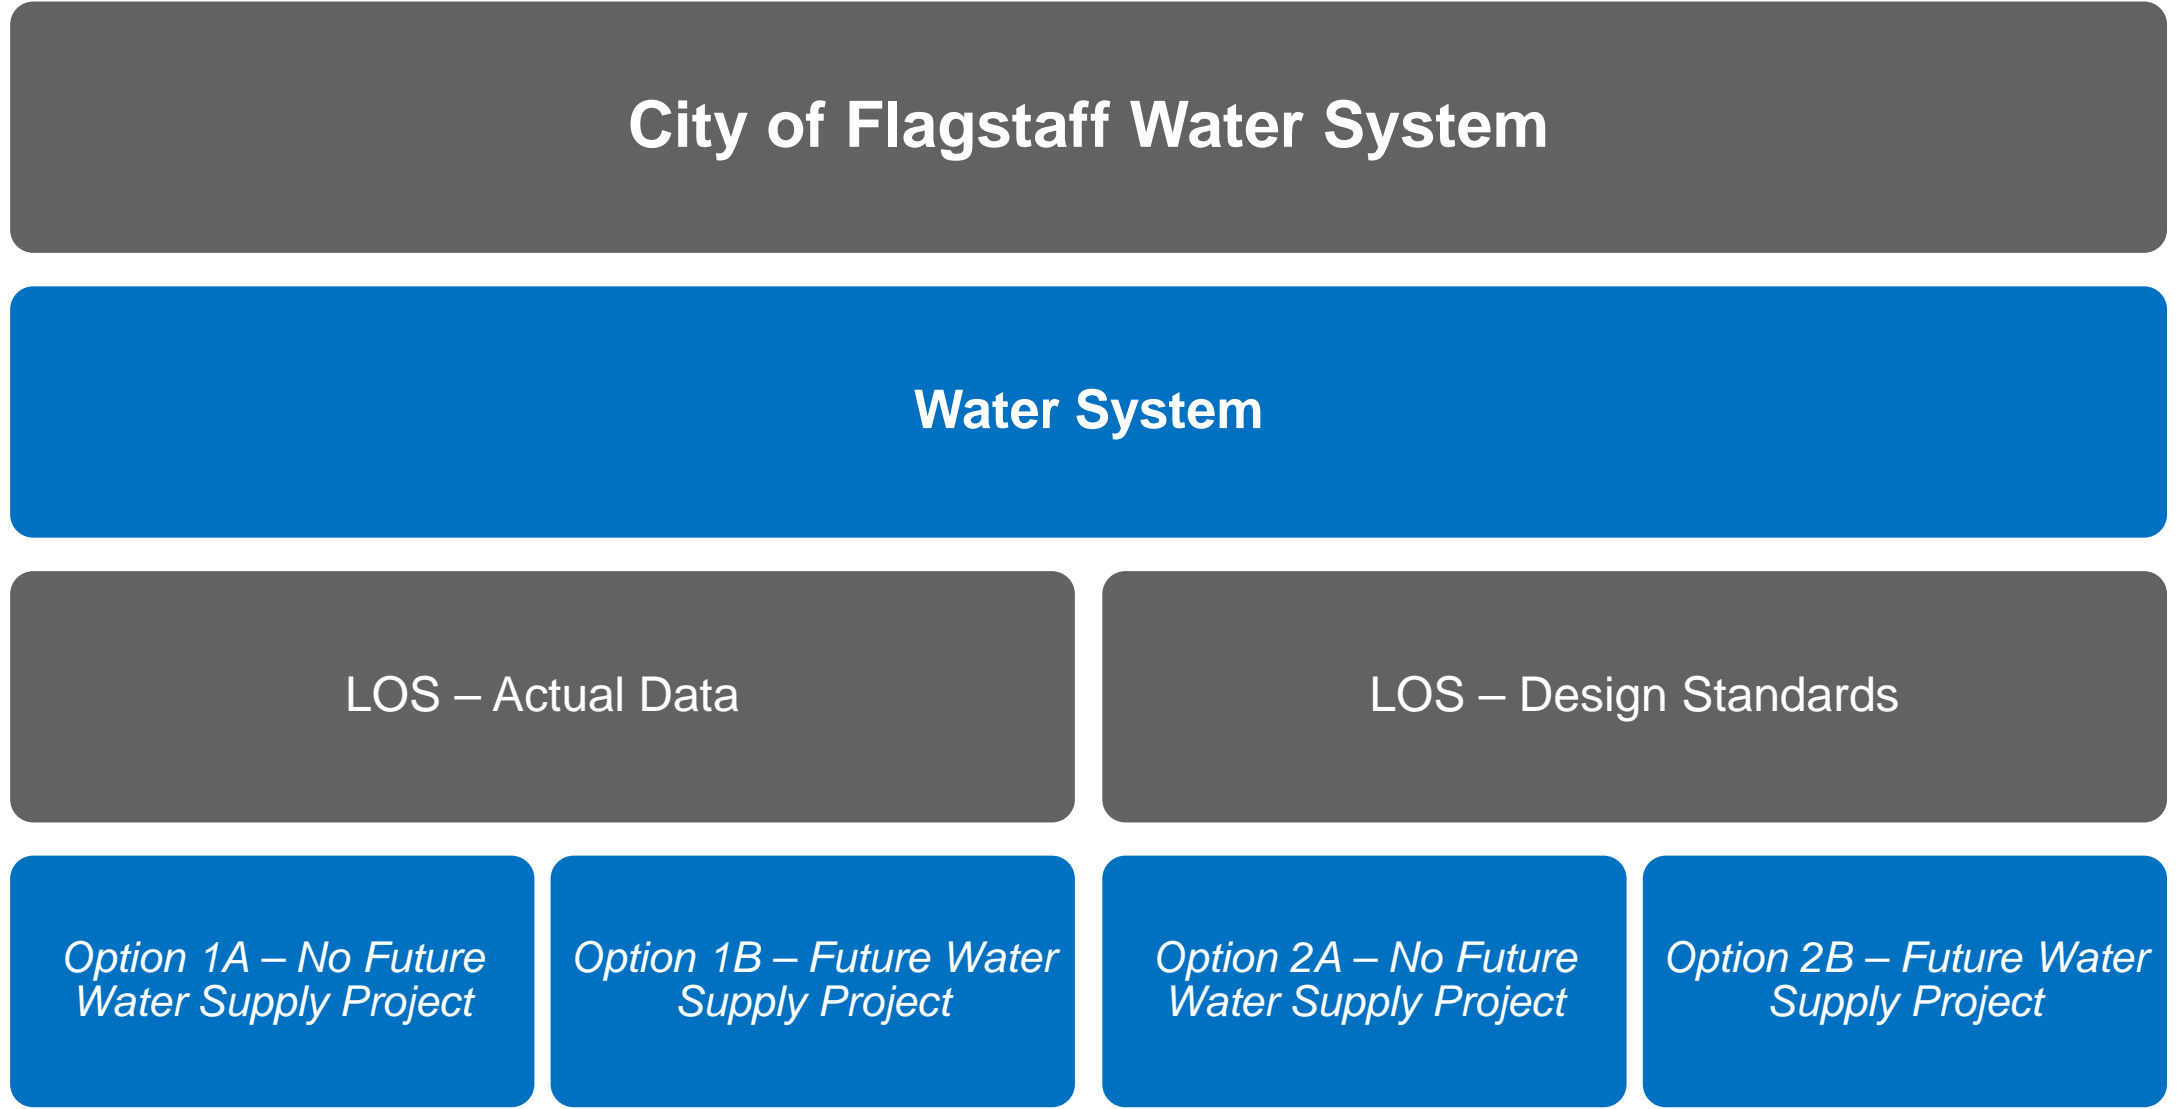 City of Flagstaff Water System
Water System
LOS – Actual Data
LOS – Design Standards
Option 1A – No Future
Water Supply Project
Option 1B – Future Water
Supply Project
Option 2A – No Future
Water Supply Project
Option 2B – Future Water
Supply Project